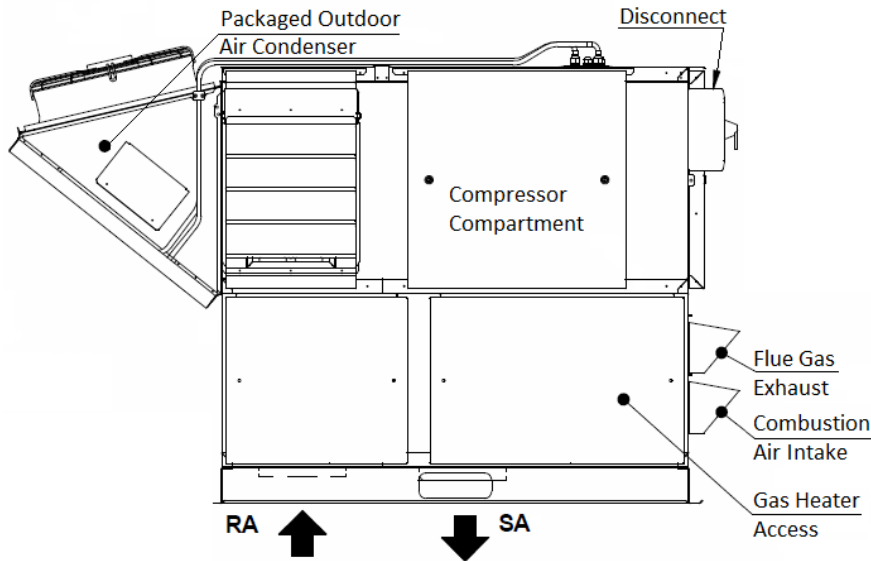 Packaged Outdoor
Air Condenser
Disconnect
Compressor
Compartment
Flue Gas
Exhaust
Combustion
Air Intake
Gas Heater
Access
RA
SA